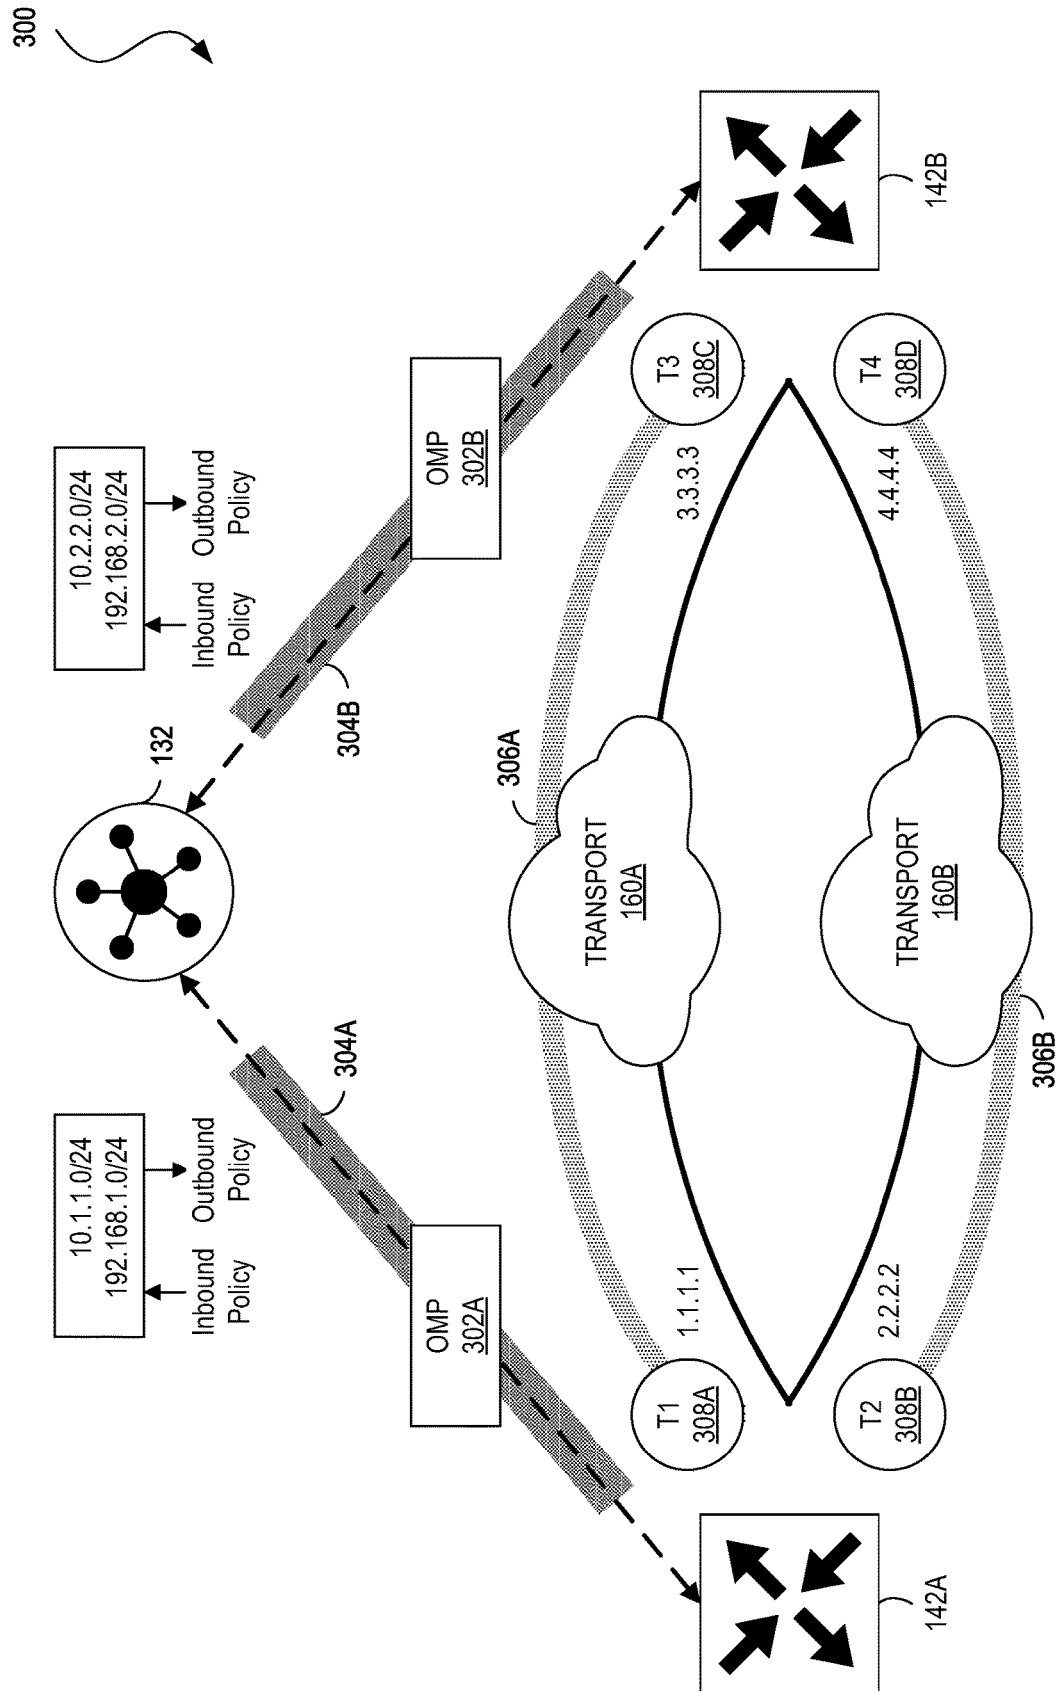 300
132
10.1.1.0/24
192.168.1.0/24
Inbound
Policy
Outbound
Policy
10.2.2.0/24
192.168.2.0/24
Inbound
Policy
Outbound
Policy
304A
304B
OMP
302A
OMP
302B
306A
TRANSPORT
160A
T1
308A
1.1.1.1
3.3.3.3
T3
308C
142A
142B
T2
308B
2.2.2.2
4.4.4.4
T4
308D
TRANSPORT
160B
306B